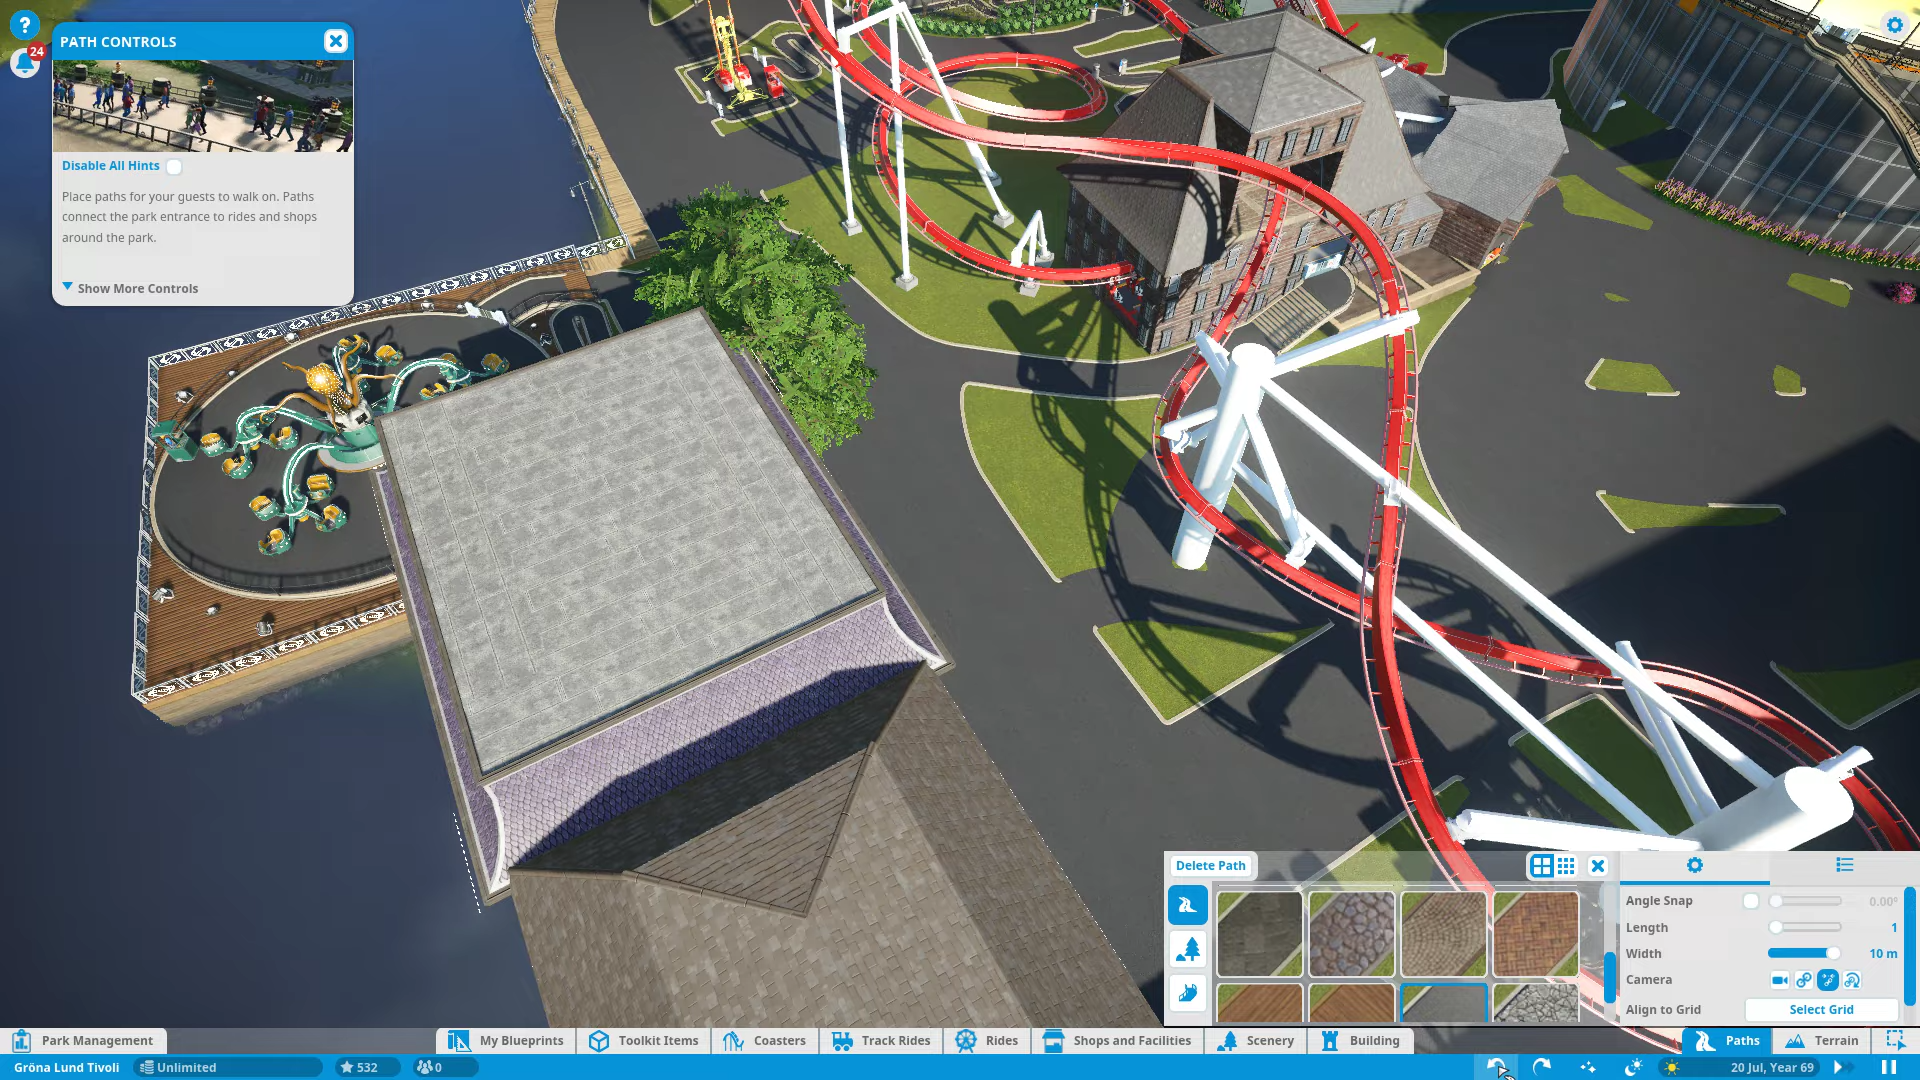 ?
24
PATH CONTROLS
Disable All Hints
Place paths for your guests to walk on. Paths
connect the park entrance to rides and shops
around the park.
Show More Controls
Delete Path
Angle Snap 0.00°
Length 1
Width 10 m
Camera
Align to Grid Select Grid
Park Management My Blueprints Toolkit Items Coasters Track Rides Rides Shops and Facilities Scenery Building Paths Terrain
Gröna Lund Tivoli Unlimited 532 0 20 Jul, Year 69